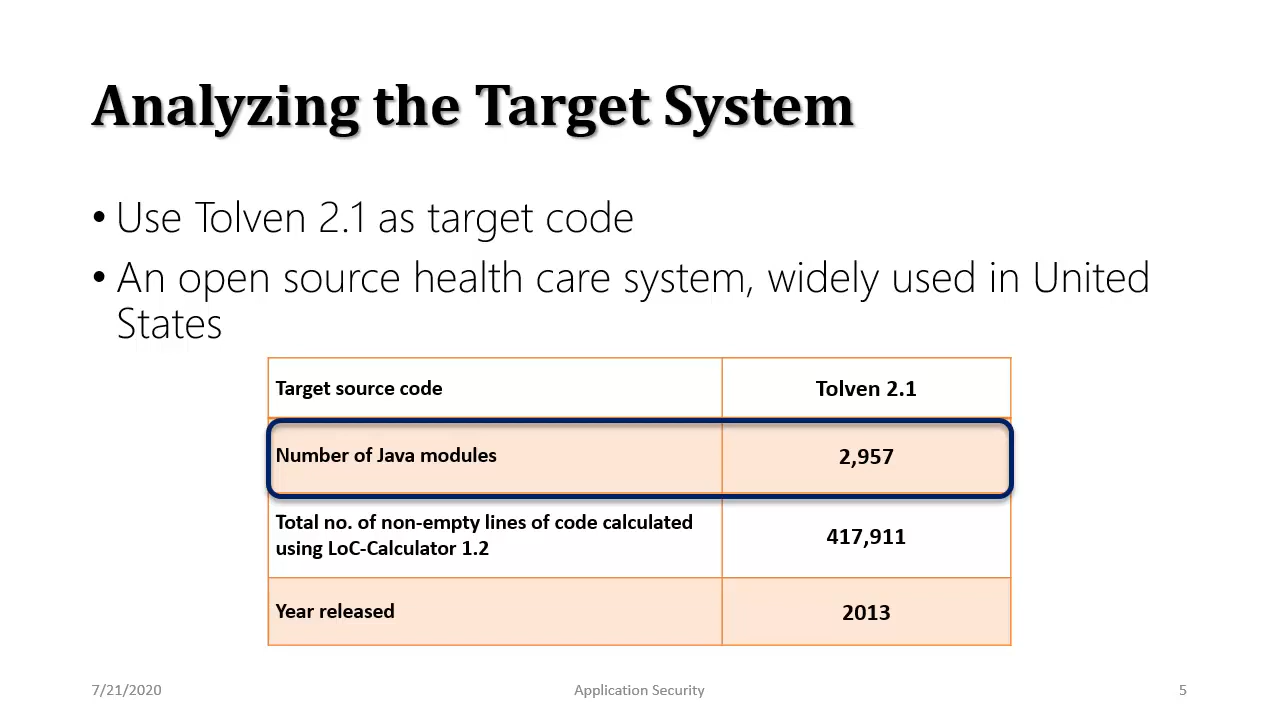 Analyzing the Target System
• Use Tolven 2.1 as target code
• An open source health care system, widely used in United
States
Target source code
Tolven 2.1
Number of Java modules
2,957
Total no. of non-empty lines of code calculated
using LoC-Calculator 1.2
417,911
Year released
2013
7/21/2020
Application Security
5